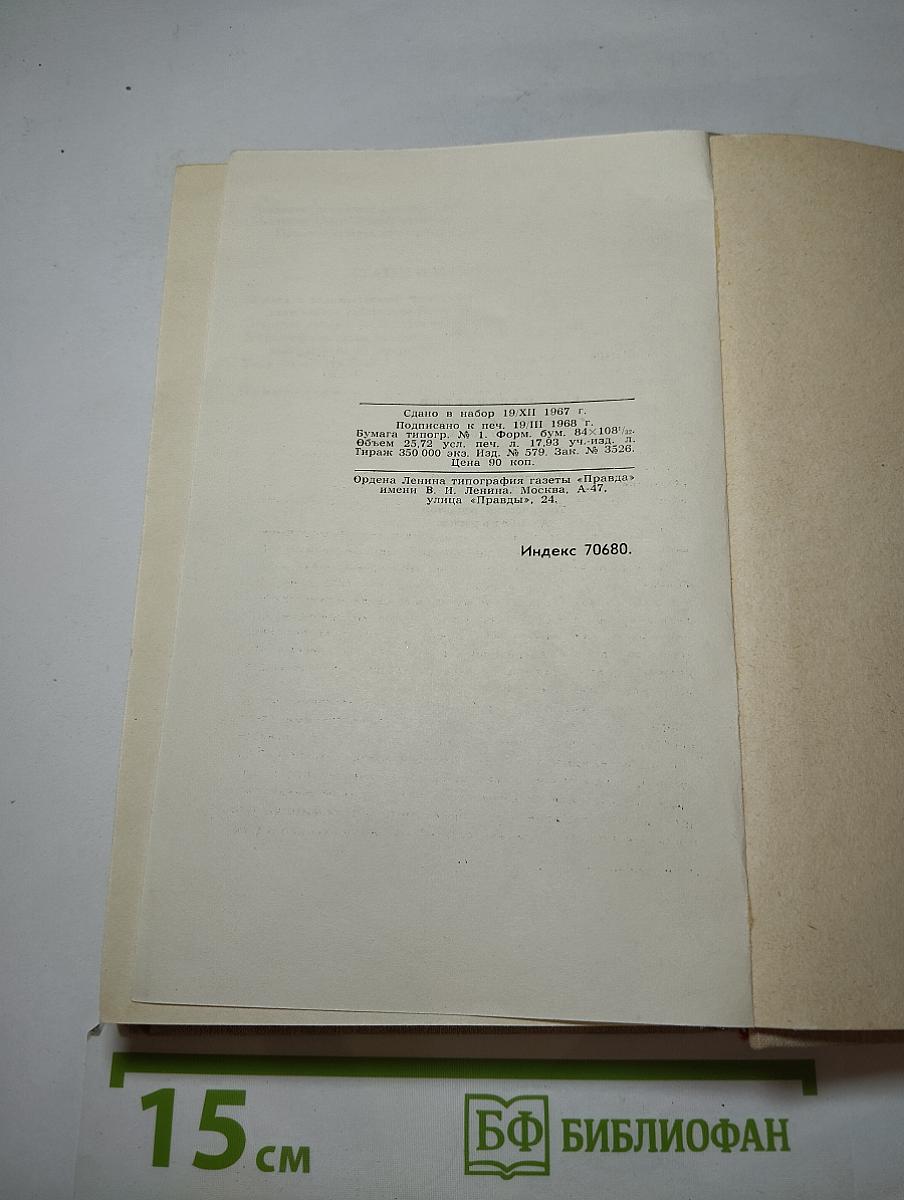 Сдано в набор 19/XII 1967 г.
Подписано к печ. 19/III 1968 г.
Бумага типогр. № 1. Форм. бум. 84×108¹/₃₂.
Объем 25,72 усл. печ. л. 17,93 уч.-изд. л.
Тираж 350 000 экз. Изд. № 579. Зак. № 3526.
Цена 90 коп.
Ордена Ленина типография газеты «Правда»
имени В. И. Ленина. Москва, А-47,
улица «Правды», 24.
Индекс 70680.
15 см
БФ БИБЛИОФАН